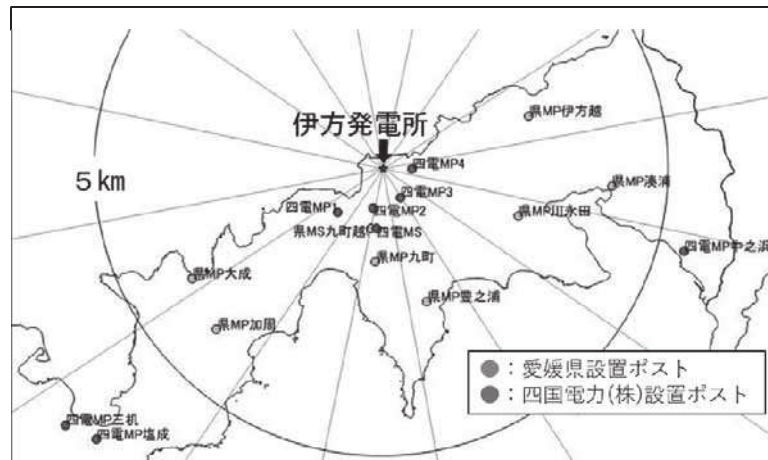 県MP伊方越
伊方発電所
四電MP4
5km
県MP湊浦
四電MP3
四電MP1
四電MP2
県MP川永田
県MS九町越
四電MS
四電MP中之浜
県MP九町
県MP大成
県MP豊之浦
県MP加周
●：愛媛県設置ポスト
●：四国電力(株)設置ポスト
四電MP三机
四電MP塩成